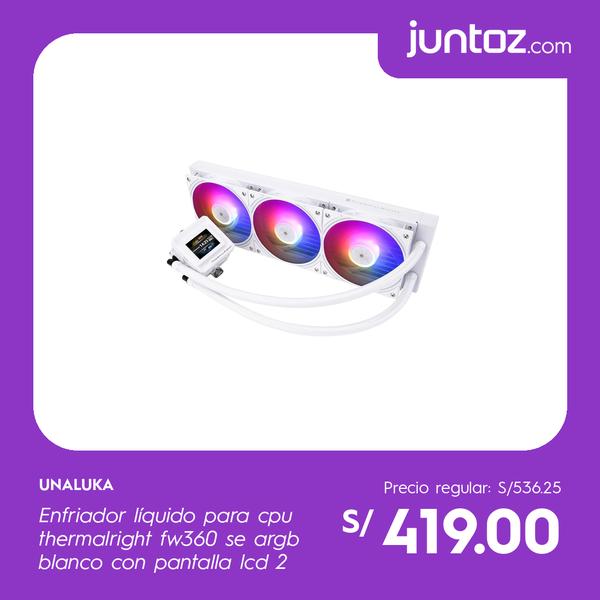 juntoz.com
UNALUKA
Enfriador líquido para cpu
thermalright fw360 se argb
blanco con pantalla lcd 2
Precio regular: S/536.25
S/ 419.00